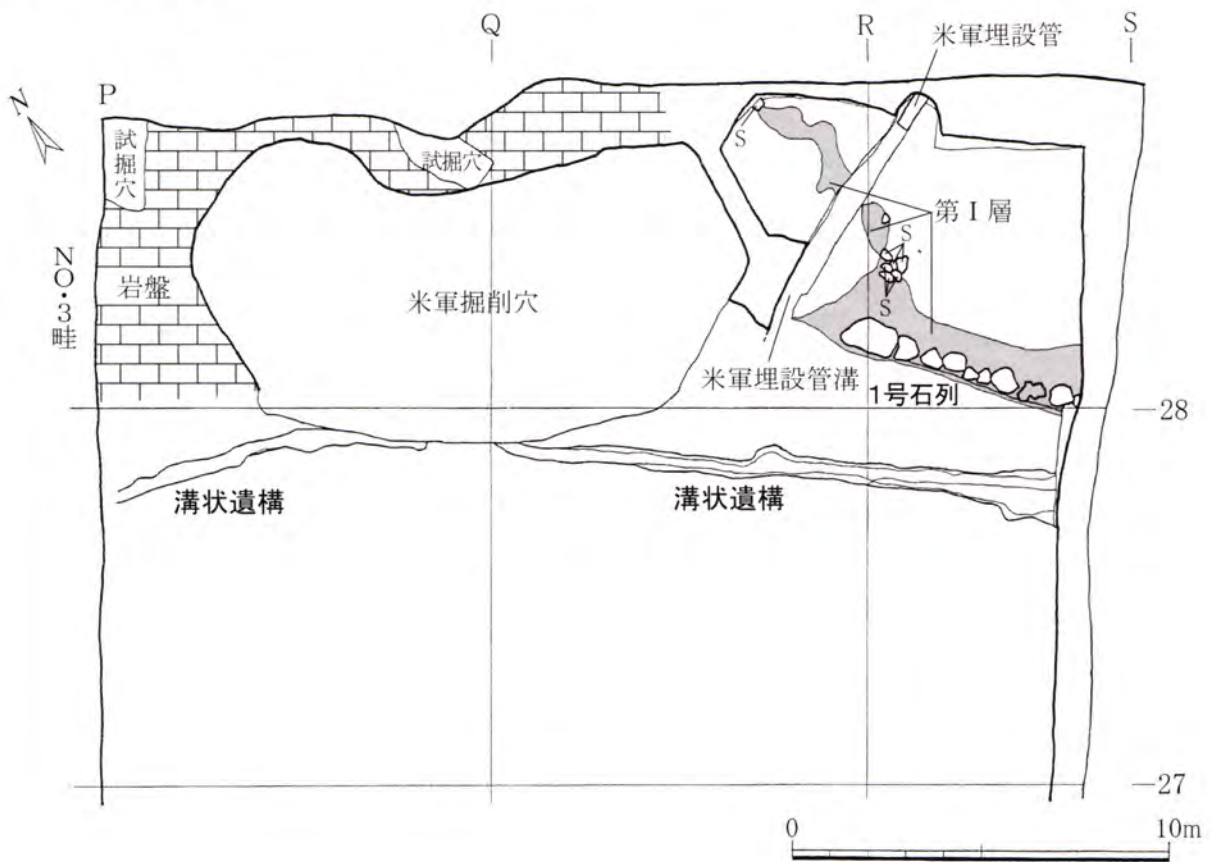 Q
R
S
米軍埋設管
P
N
試掘穴
試掘穴
S
第Ⅰ層
S
NO・3畦
岩盤
米軍掘削穴
S
米軍埋設管溝
1号石列
28
溝状遺構
溝状遺構
27
0
10m